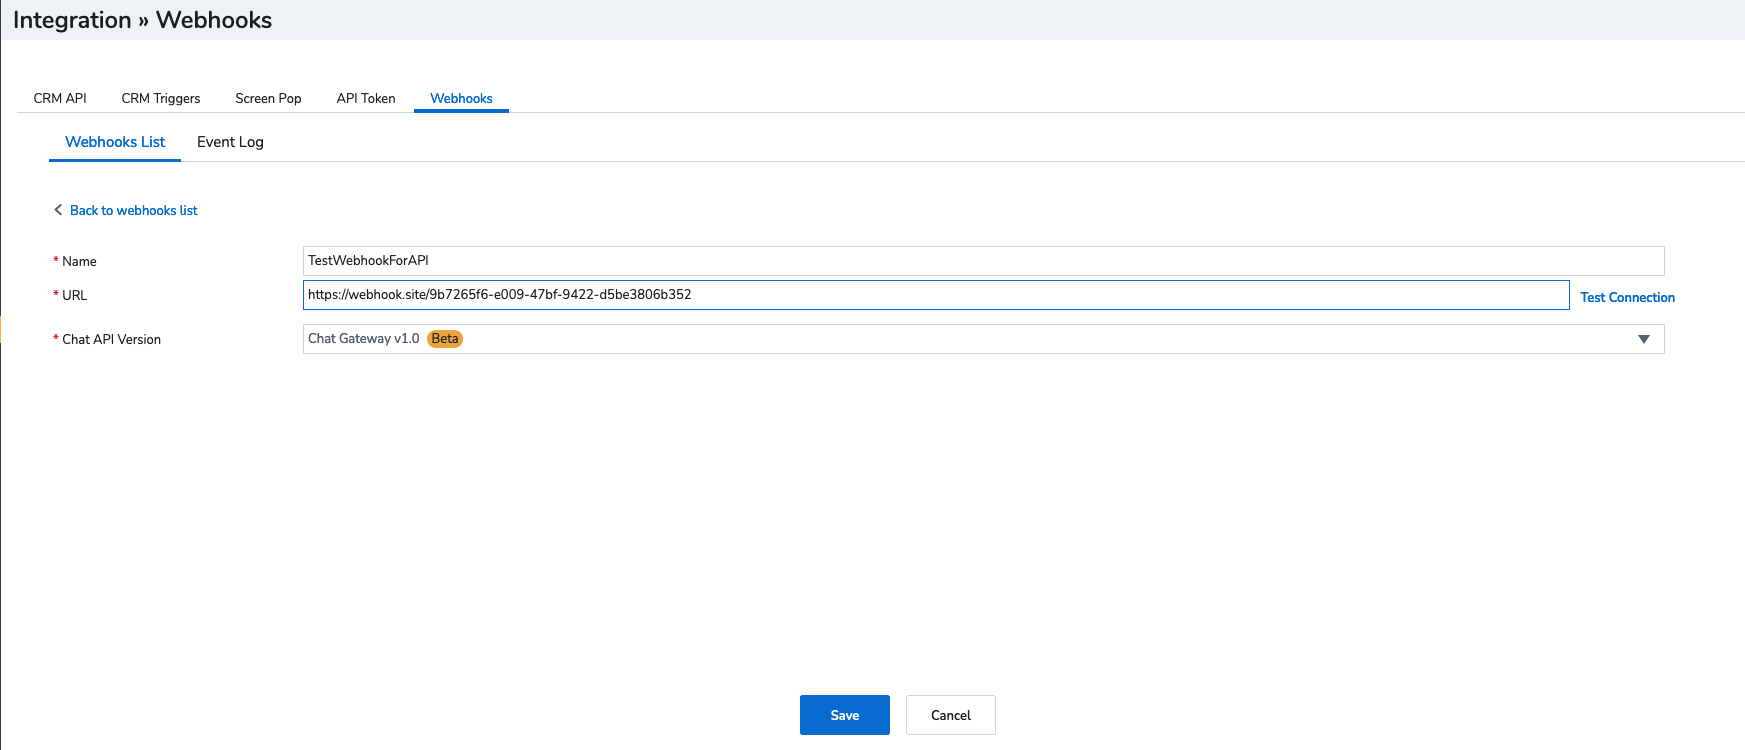 Integration » Webhooks
CRM API CRM Triggers Screen Pop API Token Webhooks
Webhooks List Event Log
Back to webhooks list
* Name TestWebhookForAPI
* URL https://webhook.site/9b7265f6-e009-47bf-9422-d5be3806b352 Test Connection
* Chat API Version Chat Gateway v1.0 Beta
Save Cancel